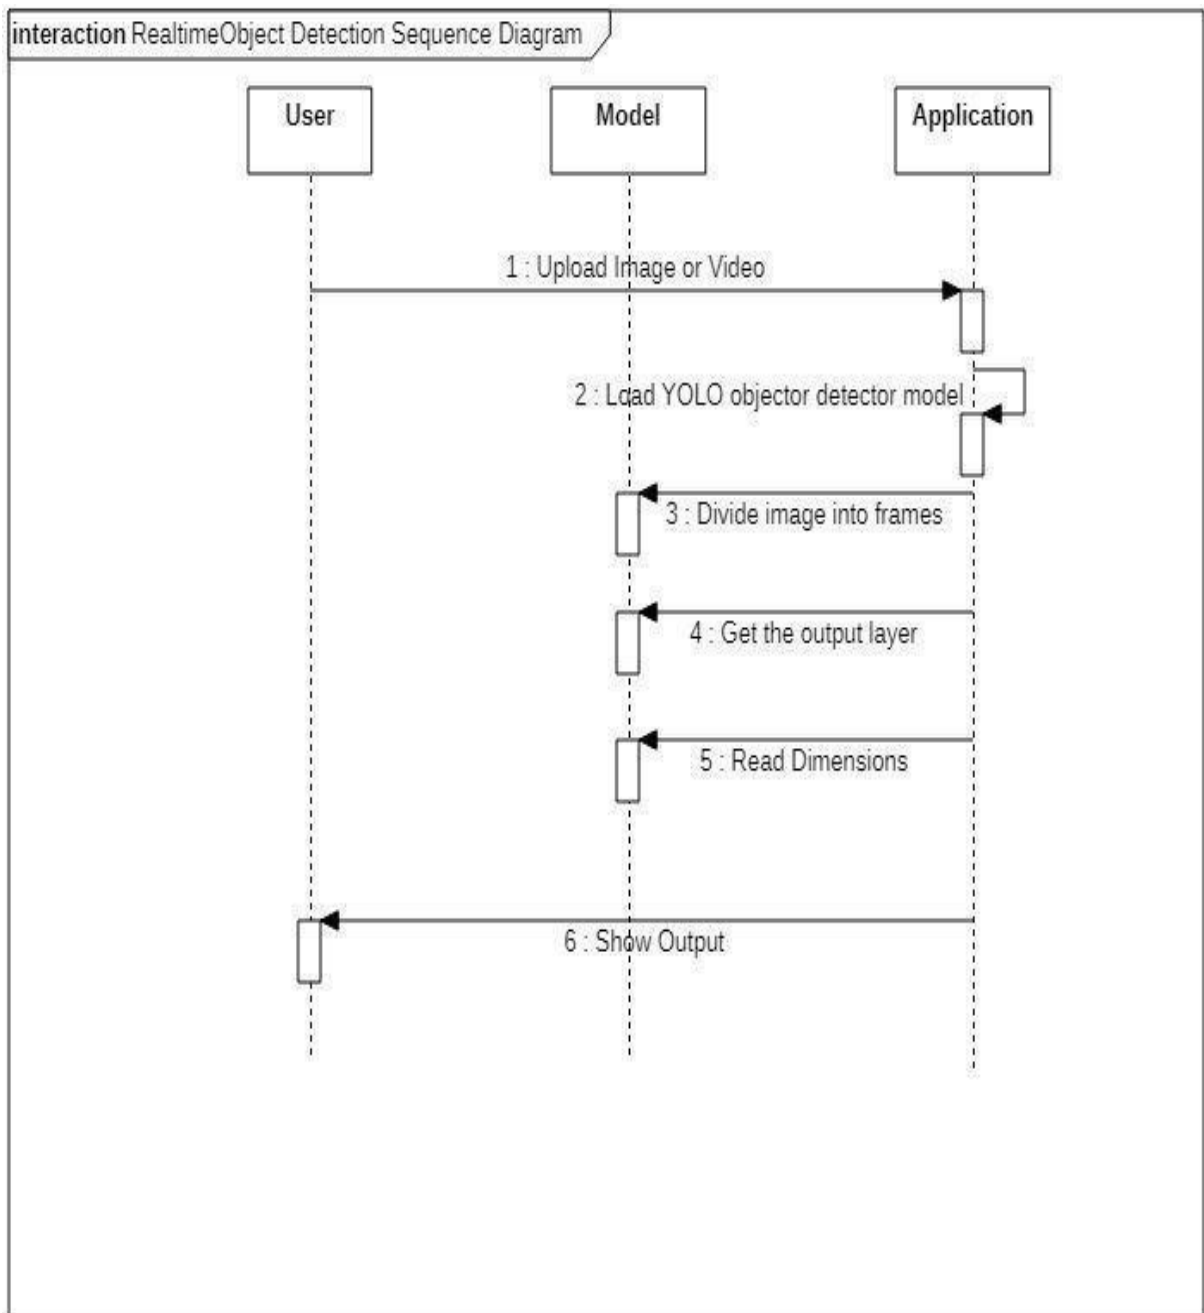 interaction RealtimeObject Detection Sequence Diagram
User Model Application
1 : Upload Image or Video
2 : Load YOLO objector detector model
3 : Divide image into frames
4 : Get the output layer
5 : Read Dimensions
6 : Show Output